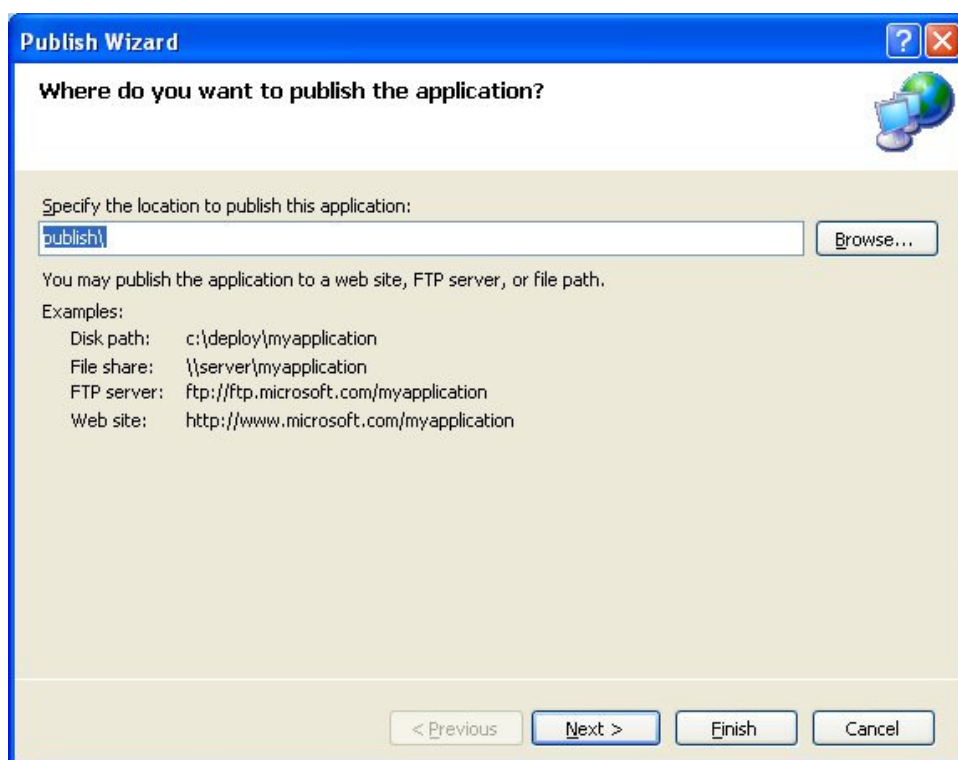 Publish Wizard
?
Where do you want to publish the application?
Specify the location to publish this application:
publish\
Browse...
You may publish the application to a web site, FTP server, or file path.
Examples:
Disk path: c:\deploy\myapplication
File share: \\server\myapplication
FTP server: ftp://ftp.microsoft.com/myapplication
Web site: http://www.microsoft.com/myapplication
< Previous Next > Finish Cancel